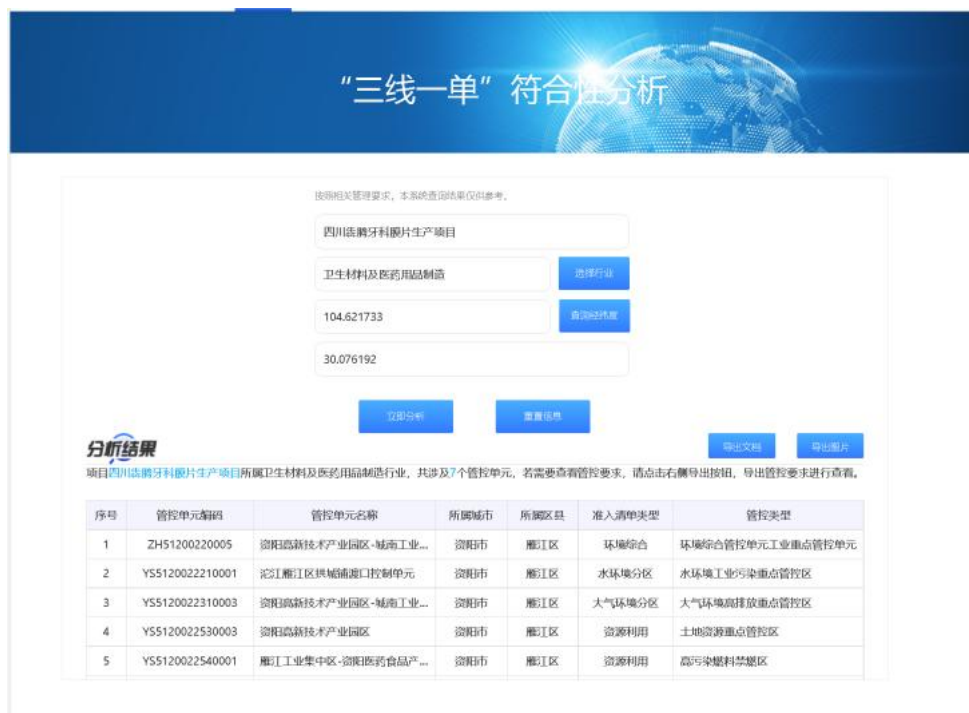 “三线一单”符合性分析
按照相关管理要求，本系统查询结果仅供参考。
四川浩腾牙科膜片生产项目
卫生材料及医药用品制造 选择行业
104.621733 查询经纬度
30.076192
立即分析 重置信息
分析结果 导出文档 导出图片
项目四川浩腾牙科膜片生产项目所属卫生材料及医药用品制造行业，共涉及7个管控单元，若需要查看管控要求，请点击右侧导出按钮，导出管控要求进行查看。
序号 管控单元编码 管控单元名称 所属城市 所属区县 准入清单类型 管控类型
1 ZH51200220005 资阳高新技术产业园区-城南工业... 资阳市 雁江区 环境综合 环境综合管控单元工业重点管控单元
2 YS5120022210001 沱江雁江区拱城铺渡口控制单元 资阳市 雁江区 水环境分区 水环境工业污染重点管控区
3 YS5120022310003 资阳高新技术产业园区-城南工业... 资阳市 雁江区 大气环境分区 大气环境高排放重点管控区
4 YS5120022530003 资阳高新技术产业园区 资阳市 雁江区 资源利用 土地资源重点管控区
5 YS5120022540001 雁江工业集中区-资阳医药食品产... 资阳市 雁江区 资源利用 高污染燃料禁燃区